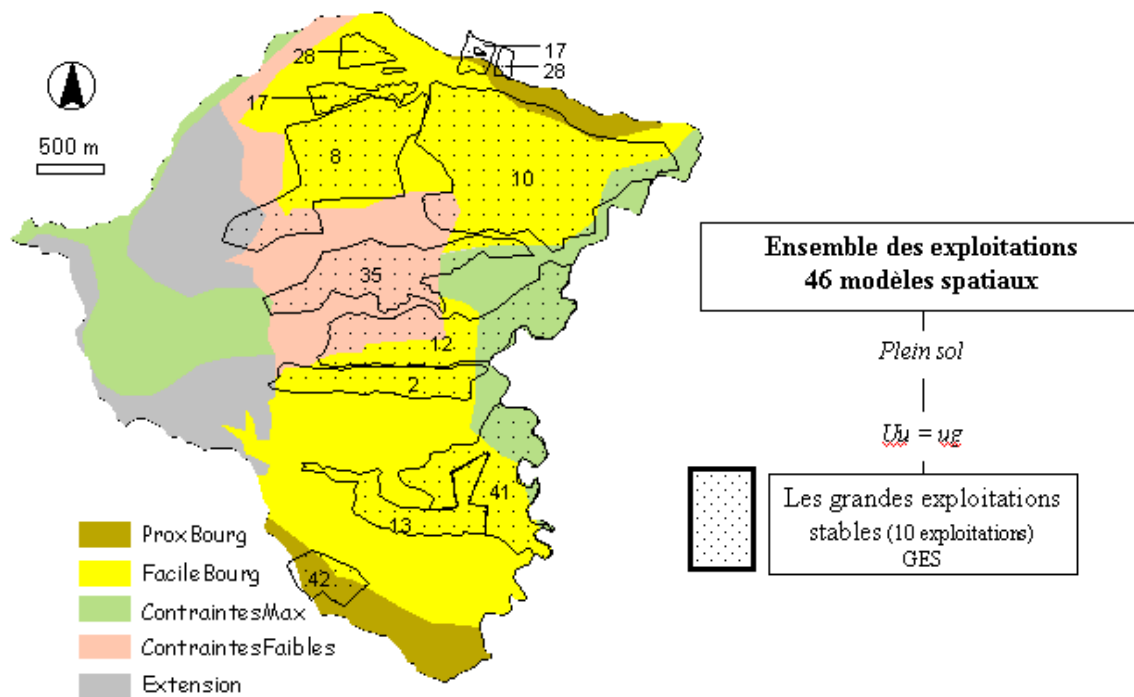 28
17
28
17
500 m
8
10
35
12
2
41
13
42
ProxBourg
FacileBourg
ContraintesMax
ContraintesFaibles
Extension
Ensemble des exploitations
46 modèles spatiaux
Plein sol
Uu = ug
Les grandes exploitations
stables (10 exploitations)
GES